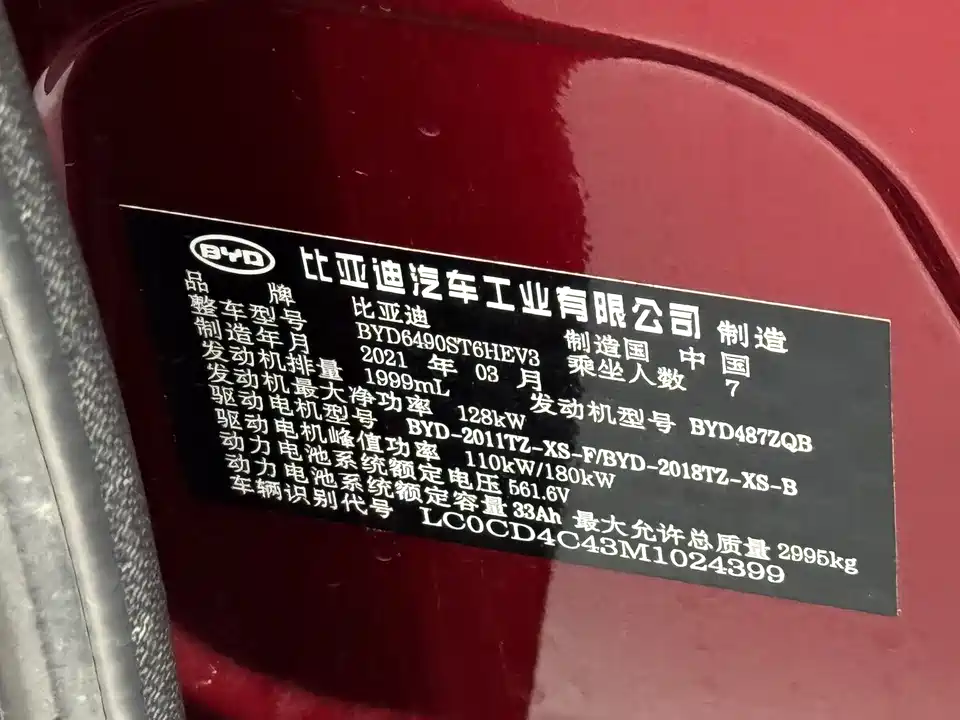 BYD 比亚迪汽车工业有限公司 制造
品牌 比亚迪 制造国 中国
整车型号 BYD6490ST6HEV3 乘坐人数 7
制造年月 2021 年 03 月
发动机排量 1999mL 发动机型号 BYD487ZQB
发动机最大净功率 128kW
驱动电机型号 BYD-2011TZ-XS-F/BYD-2018TZ-XS-B
驱动电机峰值功率 110kW/180kW
动力电池系统额定电压 561.6V
动力电池系统额定容量 33Ah 最大允许总质量 2995kg
车辆识别代号 LC0CD4C43M1024399